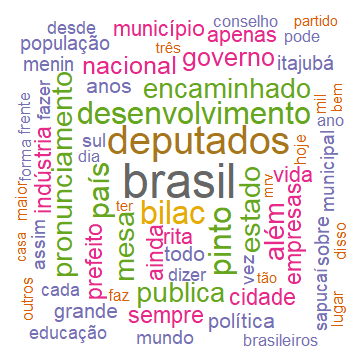 desde
conselho
partido
município
apenas
pode
população
três
governo
menin
nacional
itajubá
anos
encaminhado
fazer
frente
mil
bem
desenvolvimento
ano
sul
dia
deputados
hoje
indústria
forma
pronunciamento
país
brasil
mrv
vida
municipal
maior
assim
mesa
ter
bilac
pinto
estado
além
empresas
casa
prefeito
ainda
rita
todo
vez
sobre
disso
dizer
tão
outros
cada
faz
publica
cidade
sapucaí
lugar
grande
sempre
política
educação
mundo
brasileiros